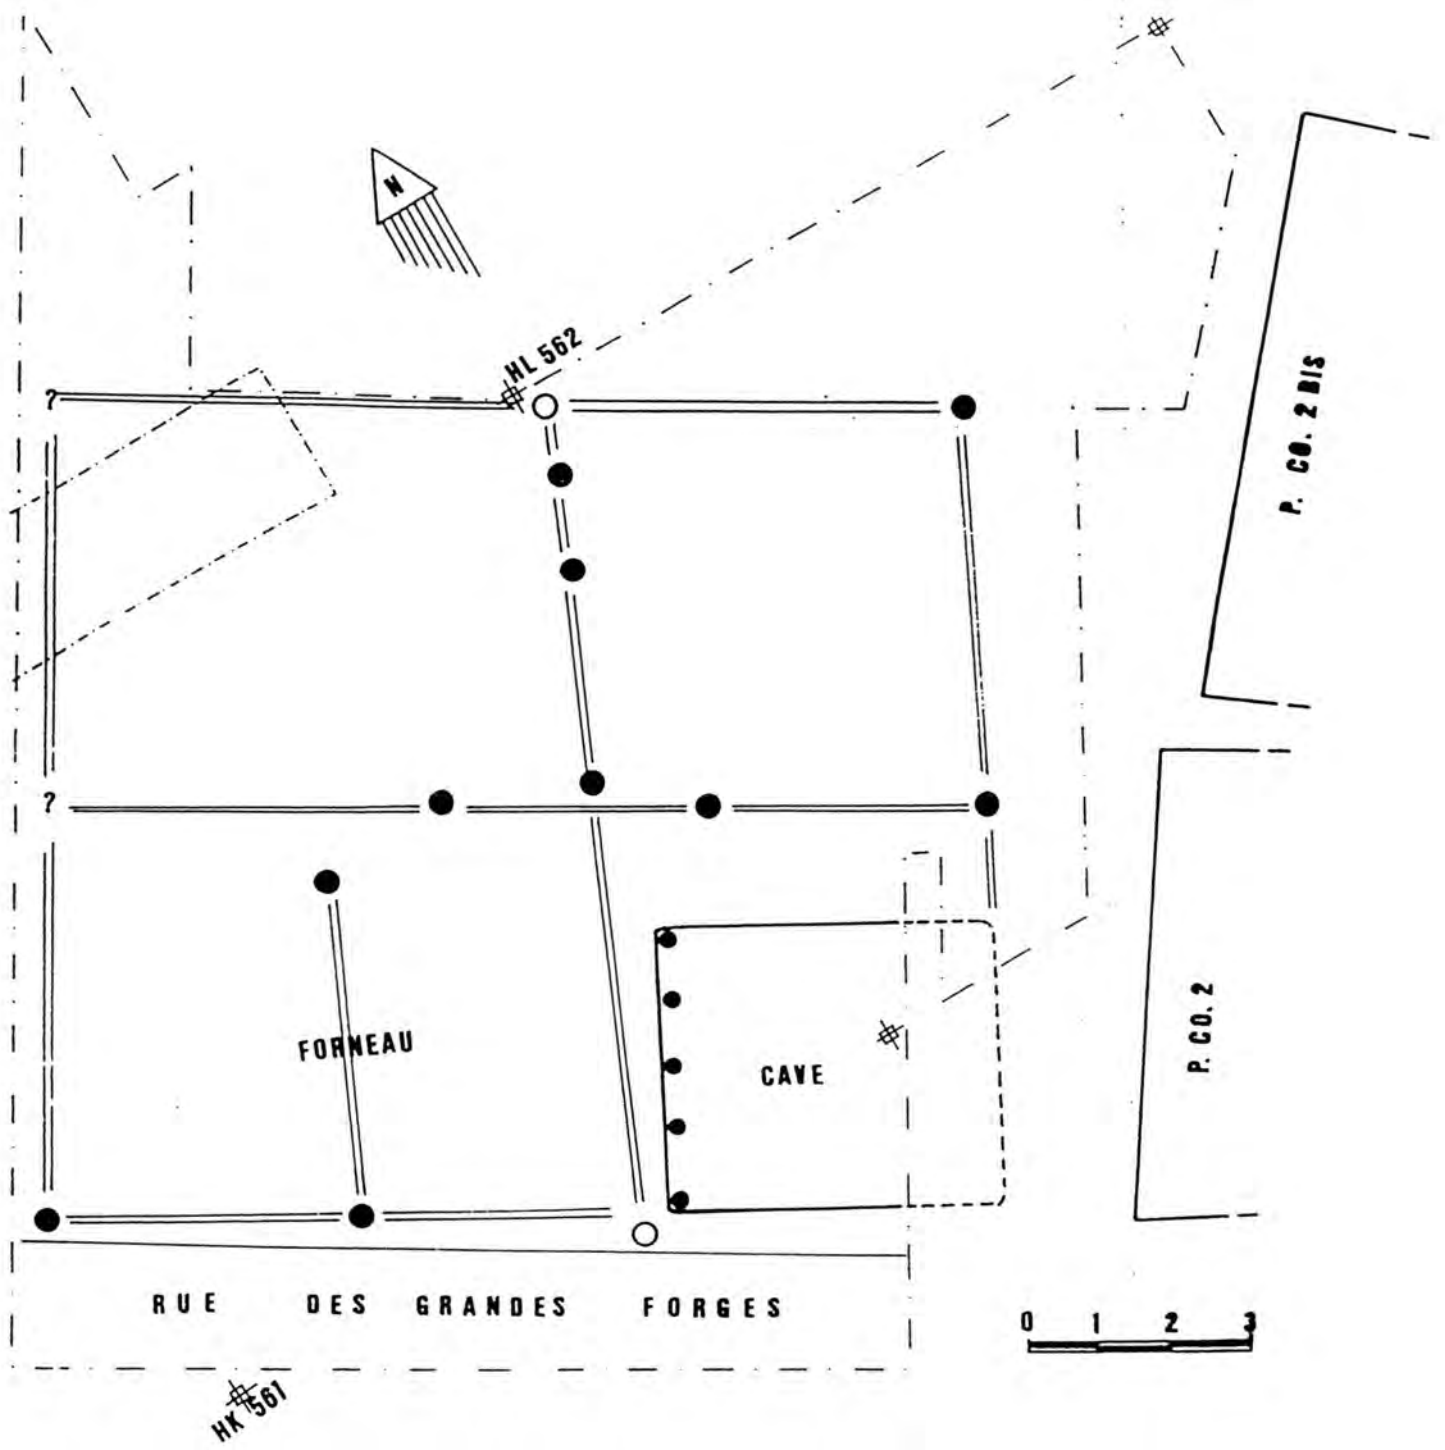 N
HL 562
?
P. CO. 2 BIS
?
FORNEAU
CAVE
P. CO. 2
RUE DES GRANDES FORGES
0 1 2 3
HK 561